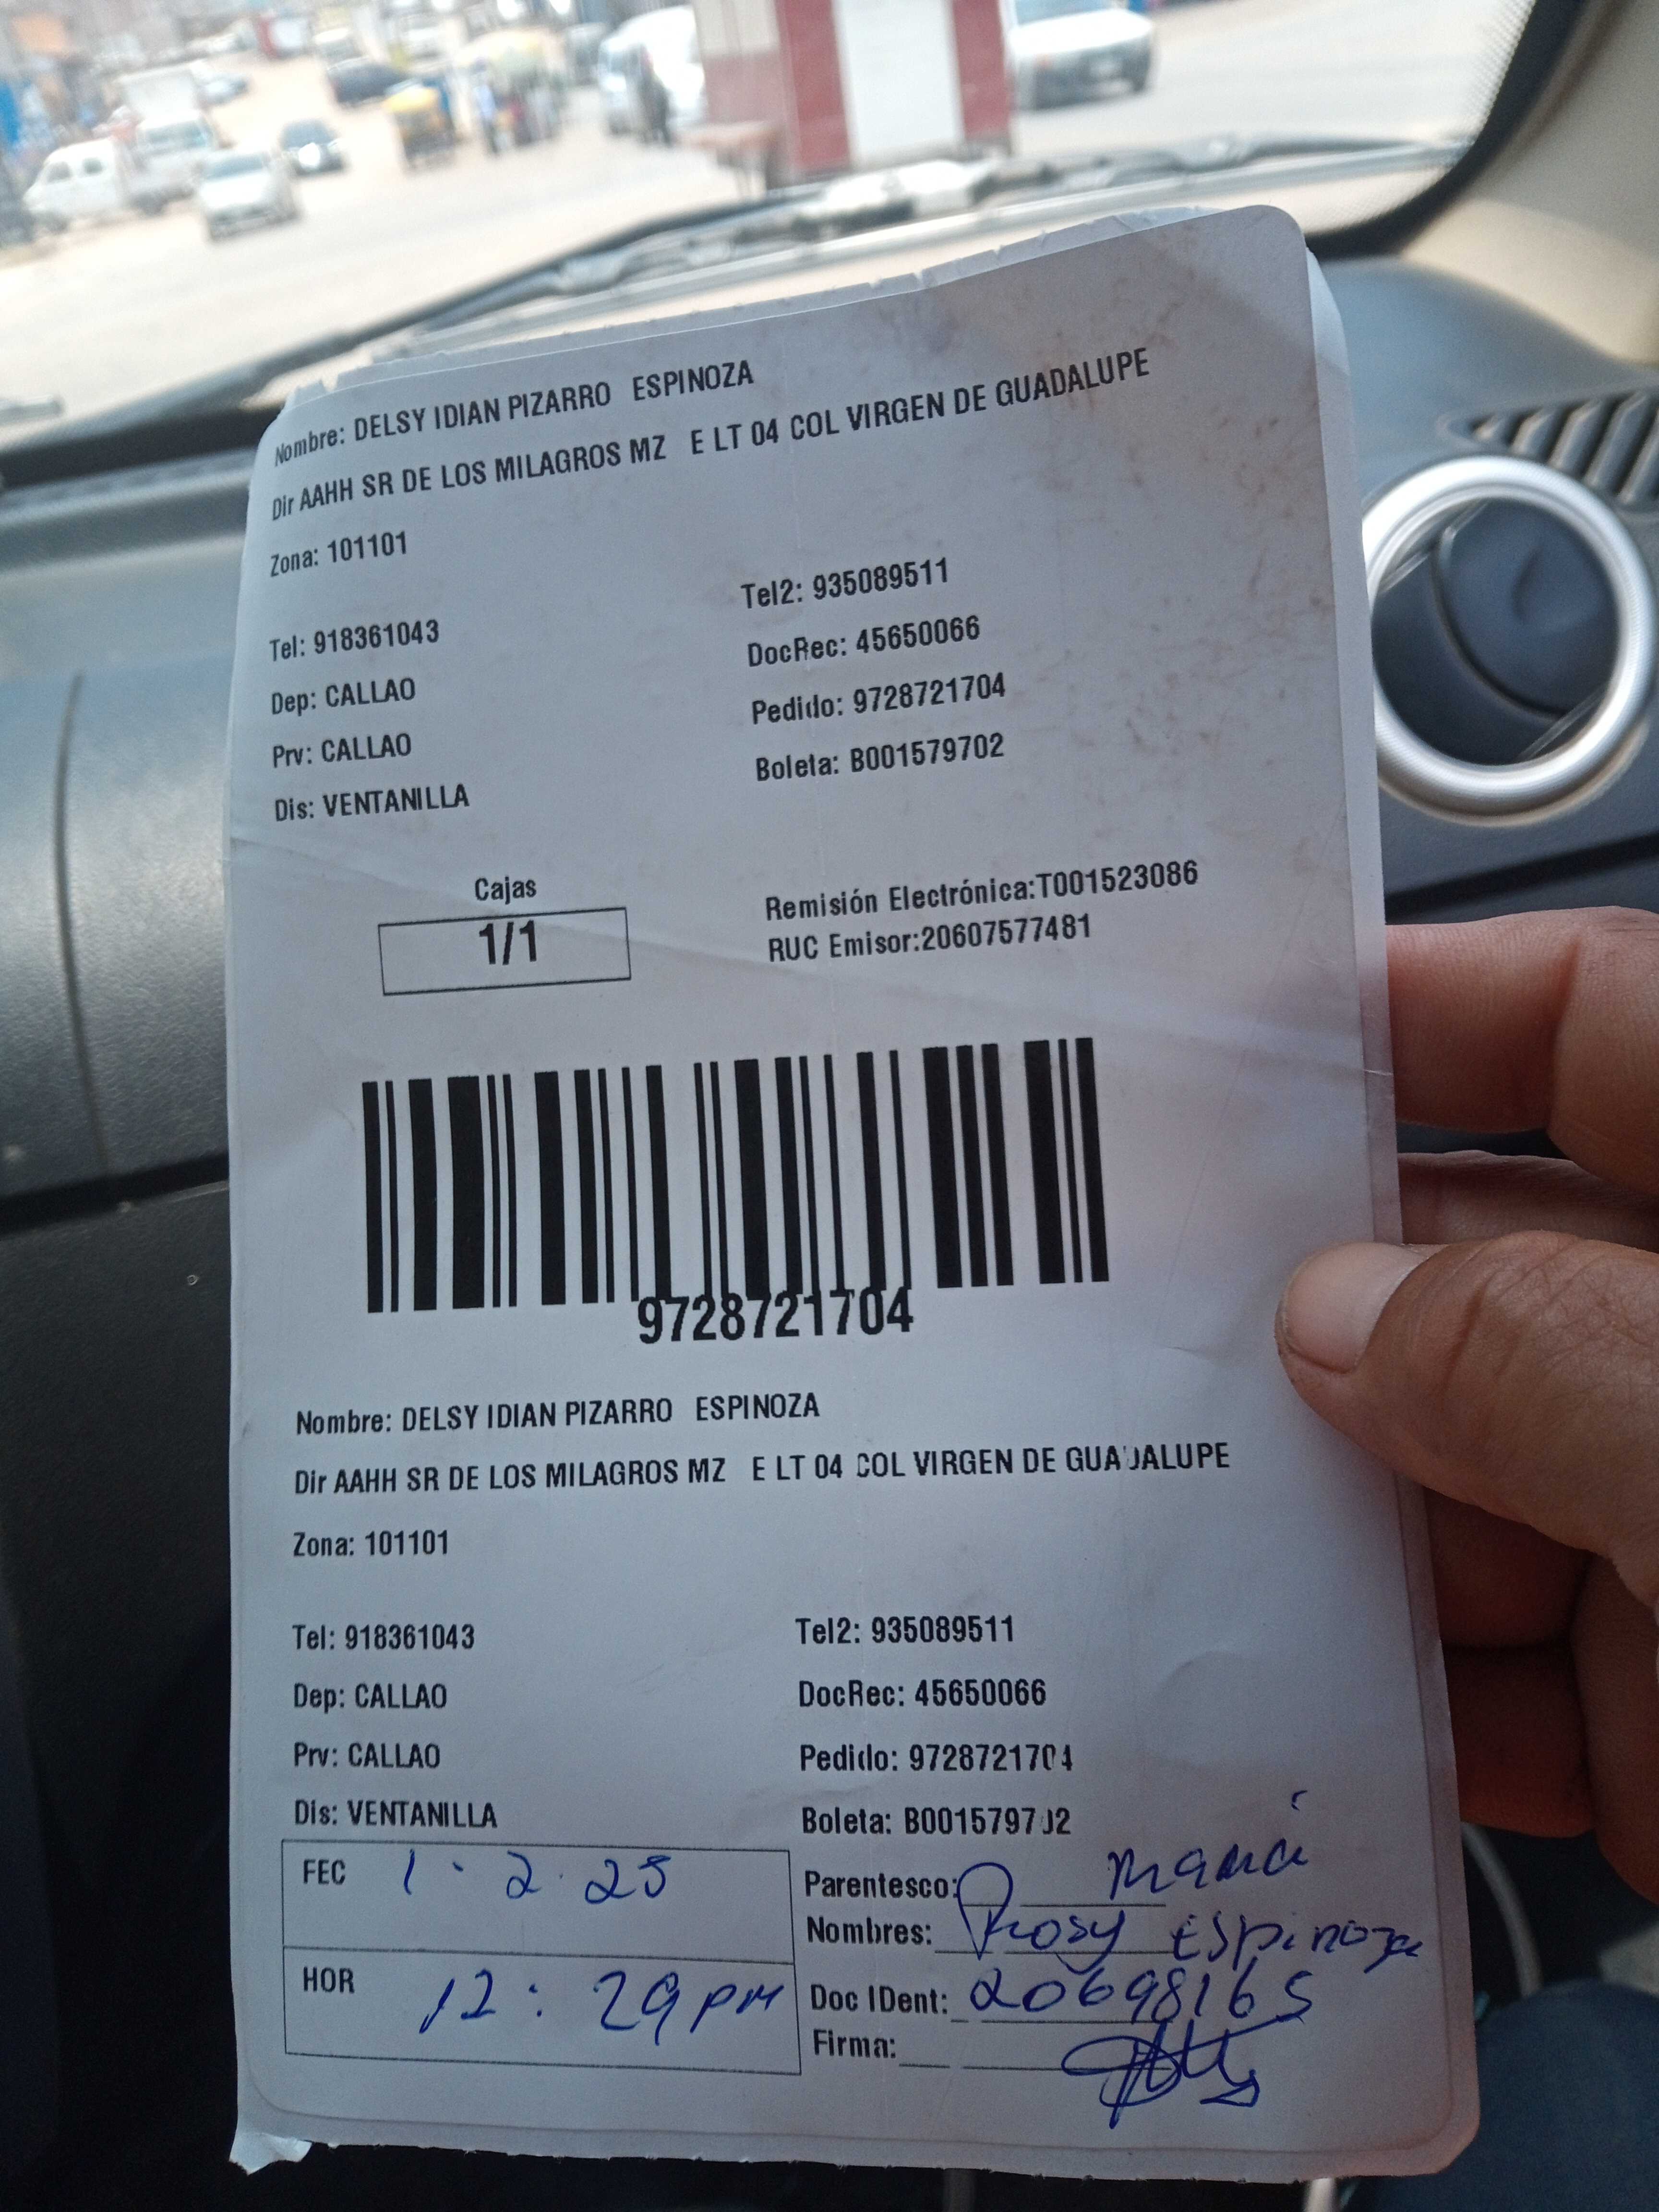 Nombre: DELSY IDIAN PIZARRO ESPINOZA
Dir AAHH SR DE LOS MILAGROS MZ E LT 04 COL VIRGEN DE GUADALUPE
Zona: 101101
Tel: 918361043 Tel2: 935089511
Dep: CALLAO DocRec: 45650066
Prv: CALLAO Pedido: 9728721704
Dis: VENTANILLA Boleta: B001579702
Cajas
1/1
Remisión Electrónica:T001523086
RUC Emisor:20607577481
9728721704
Nombre: DELSY IDIAN PIZARRO ESPINOZA
Dir AAHH SR DE LOS MILAGROS MZ E LT 04 COL VIRGEN DE GUADALUPE
Zona: 101101
Tel: 918361043 Tel2: 935089511
Dep: CALLAO DocRec: 45650066
Prv: CALLAO Pedido: 9728721704
Dis: VENTANILLA Boleta: B001579702
FEC 1-2-25 Parentesco: mamá
Nombres: Rosy Espinoza
HOR 12:29 pm Doc IDent: 20698165
Firma: